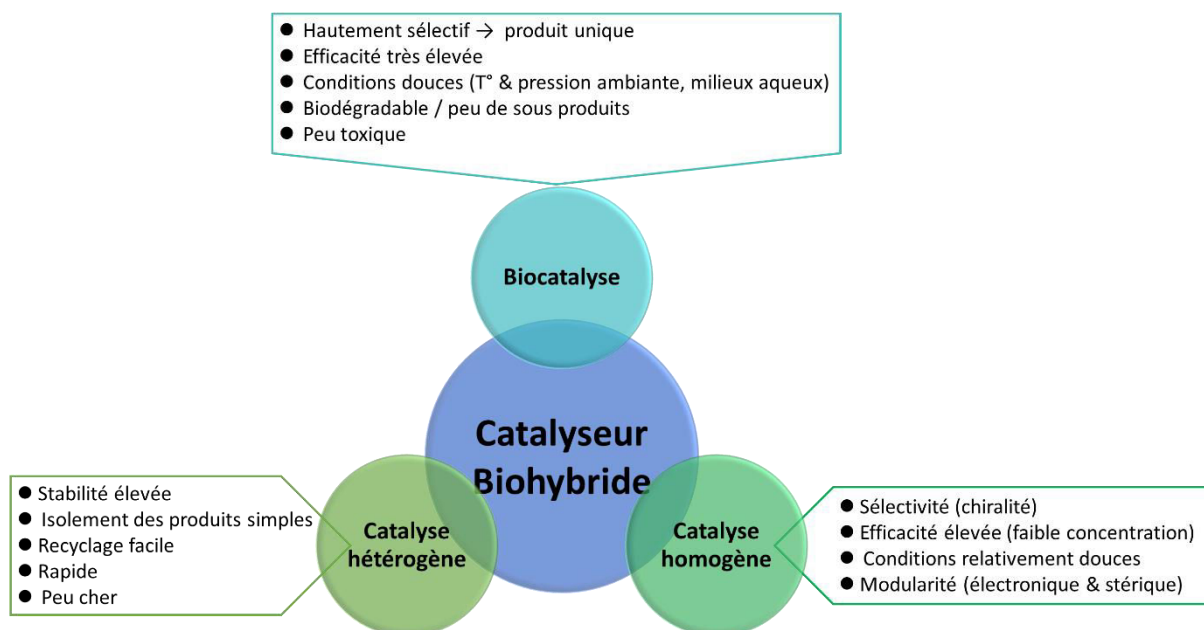 ● Hautement sélectif → produit unique
● Efficacité très élevée
● Conditions douces (T° & pression ambiante, milieux aqueux)
● Biodégradable / peu de sous produits
● Peu toxique
Biocatalyse
Catalyseur
Biohybride
● Stabilité élevée
● Isolement des produits simples
● Recyclage facile
● Rapide
● Peu cher
Catalyse
hétérogène
Catalyse
homogène
● Sélectivité (chiralité)
● Efficacité élevée (faible concentration)
● Conditions relativement douces
● Modularité (électronique & stérique)